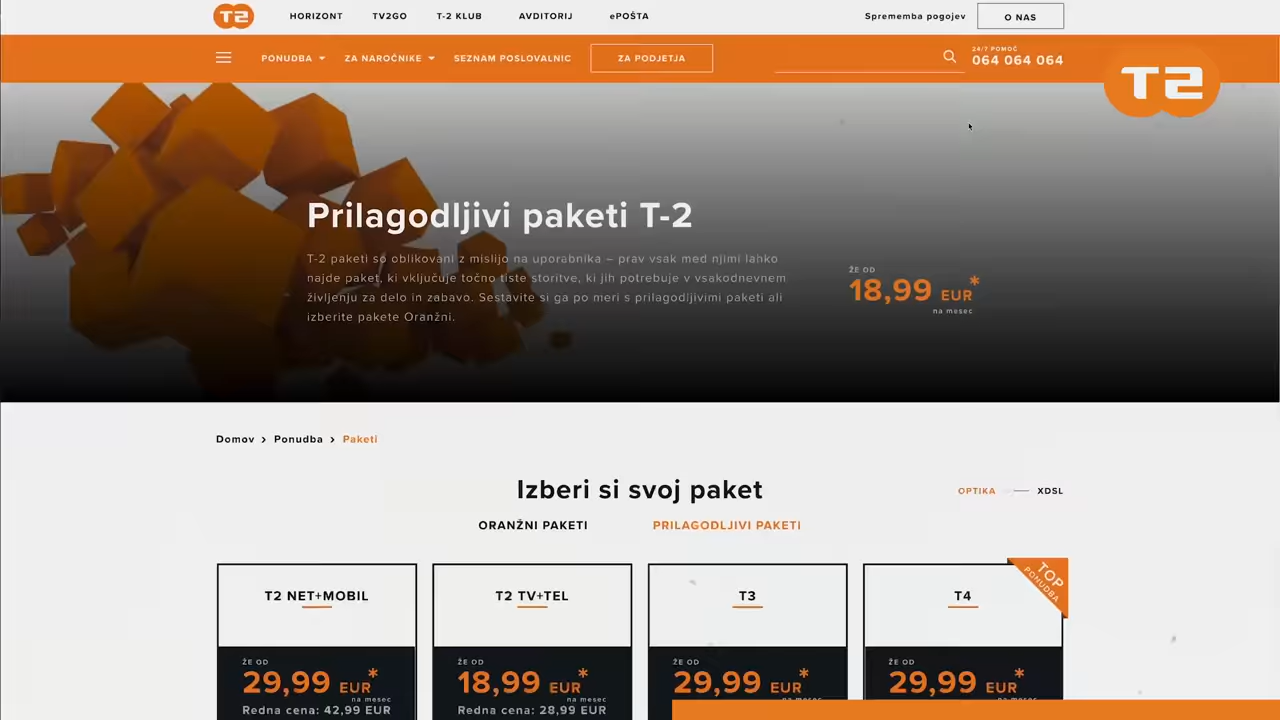 T2
HORIZONT
TV2GO
T-2 KLUB
AVDITORIJ
ePOŠTA
Sprememba pogojev
O NAS
PONUDBA
ZA NAROČNIKE
SEZNAM POSLOVALNIC
ZA PODJETJA
24/7 POMOČ
064 064 064
T2
Prilagodljivi paketi T-2
T-2 paketi so oblikovani z mislijo na uporabnika – prav vsak med njimi lahko
najde paket, ki vključuje točno tiste storitve, ki jih potrebuje v vsakodnevnem
življenju za delo in zabavo. Sestavite si ga po meri s prilagodljivimi paketi ali
izberite pakete Oranžni.
ŽE OD
18,99 EUR*
na mesec
Domov > Ponudba > Paketi
Izberi si svoj paket
OPTIKA — XDSL
ORANŽNI PAKETI
PRILAGODLJIVI PAKETI
T2 NET+MOBIL
ŽE OD
29,99 EUR*
na mesec
Redna cena: 42,99 EUR
T2 TV+TEL
ŽE OD
18,99 EUR*
na mesec
Redna cena: 28,99 EUR
T3
ŽE OD
29,99 EUR*
na mesec
TOP
PONUDBA
T4
ŽE OD
29,99 EUR*
na mesec